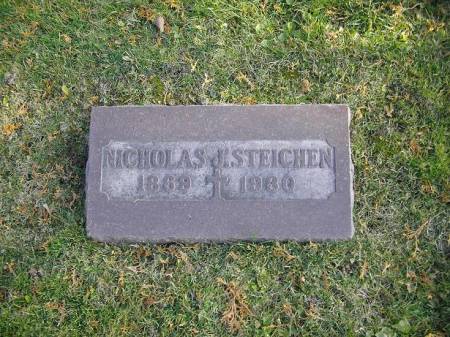 NICHOLAS J. STEICHEN
1869 1960